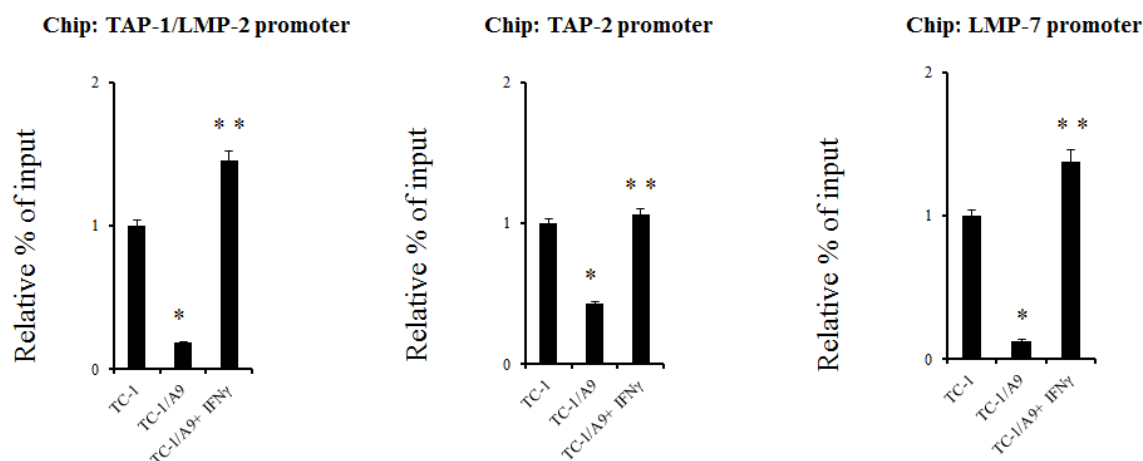 Chip: TAP-1/LMP-2 promoter
Relative % of input
2
1
0
* *
*
TC-1
TC-1/A9
TC-1/A9+ IFNγ
Chip: TAP-2 promoter
Relative % of input
2
1
0
* *
*
TC-1
TC-1/A9
TC-1/A9+ IFNγ
Chip: LMP-7 promoter
Relative % of input
2
1
0
* *
*
TC-1
TC-1/A9
TC-1/A9+ IFNγ